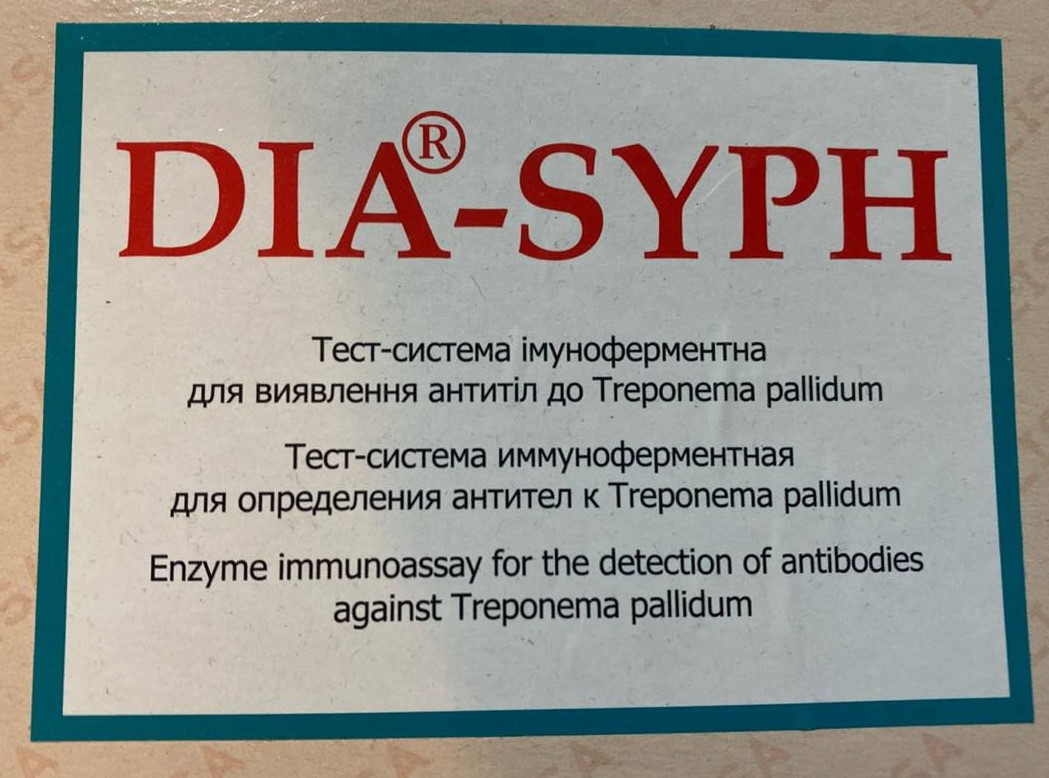 DIA®-SYPH
Тест-система імуноферментна
для виявлення антитіл до Treponema pallidum
Тест-система иммуноферментная
для определения антител к Treponema pallidum
Enzyme immunoassay for the detection of antibodies
against Treponema pallidum